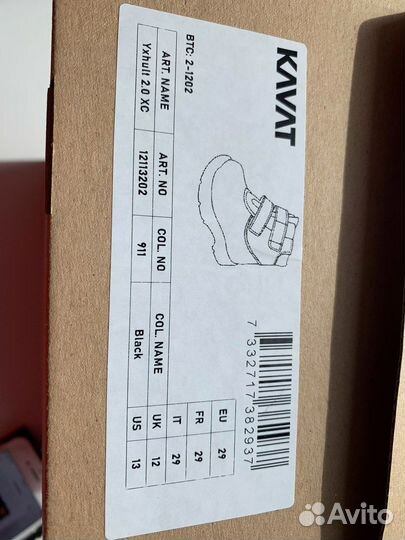 KAVAT
BTC: 2-1202
7 332717 382937
ART. NAME ART. NO COL. NO COL. NAME
Yxhult 2.0 XC 12113202 911 Black
EU 29
FR 29
IT 29
UK 12
US 13
Avito